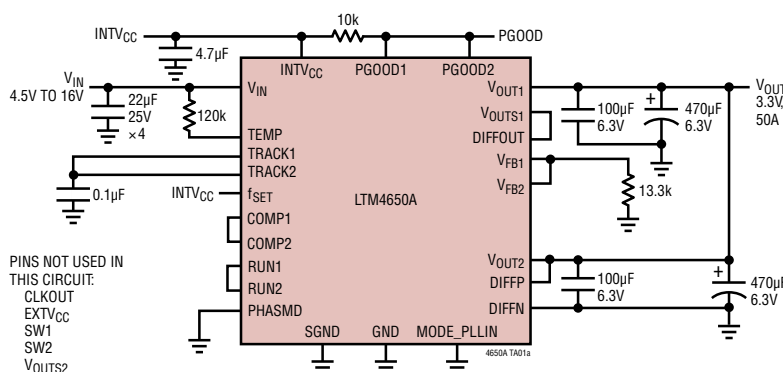 10k
INTVCC
PGOOD
4.7µF
VIN
4.5V TO 16V
22µF
25V
×4
120k
INTVCC
PGOOD1
PGOOD2
VIN
TEMP
TRACK1
TRACK2
fSET
COMP1
COMP2
RUN1
RUN2
PHASMD
SGND
GND
MODE_PLLIN
LTM4650A
VOUT1
VOUTS1
DIFFOUT
VFB1
VFB2
VOUT2
DIFFP
DIFFN
0.1µF
INTVCC
100µF
6.3V
+
470µF
6.3V
VOUT
3.3V,
50A
13.3k
100µF
6.3V
+
470µF
6.3V
PINS NOT USED IN
THIS CIRCUIT:
CLKOUT
EXTVCC
SW1
SW2
VOUTS2
4650A TA01a